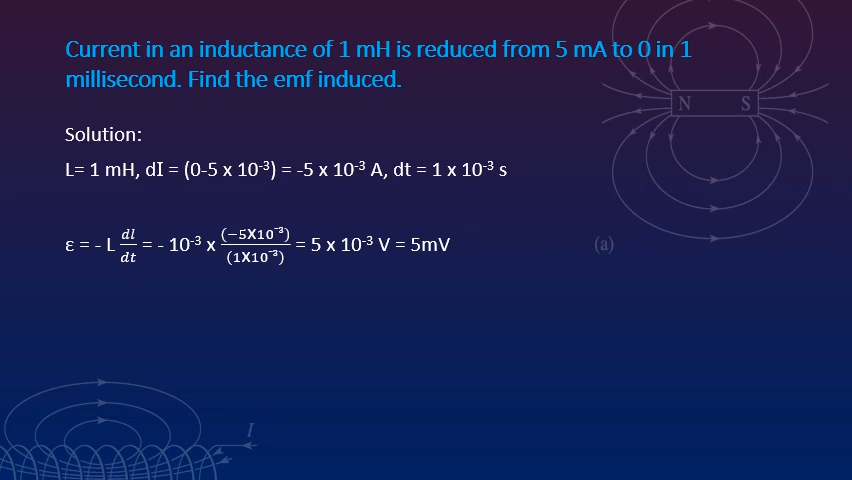 Current in an inductance of 1 mH is reduced from 5 mA to 0 in 1
millisecond. Find the emf induced.
N S
Solution:
L= 1 mH, dI = (0-5 x 10⁻³) = -5 x 10⁻³ A, dt = 1 x 10⁻³ s
ε = - L dI/dt = - 10⁻³ x (−5X10⁻³)/(1X10⁻³) = 5 x 10⁻³ V = 5mV
(a)
I